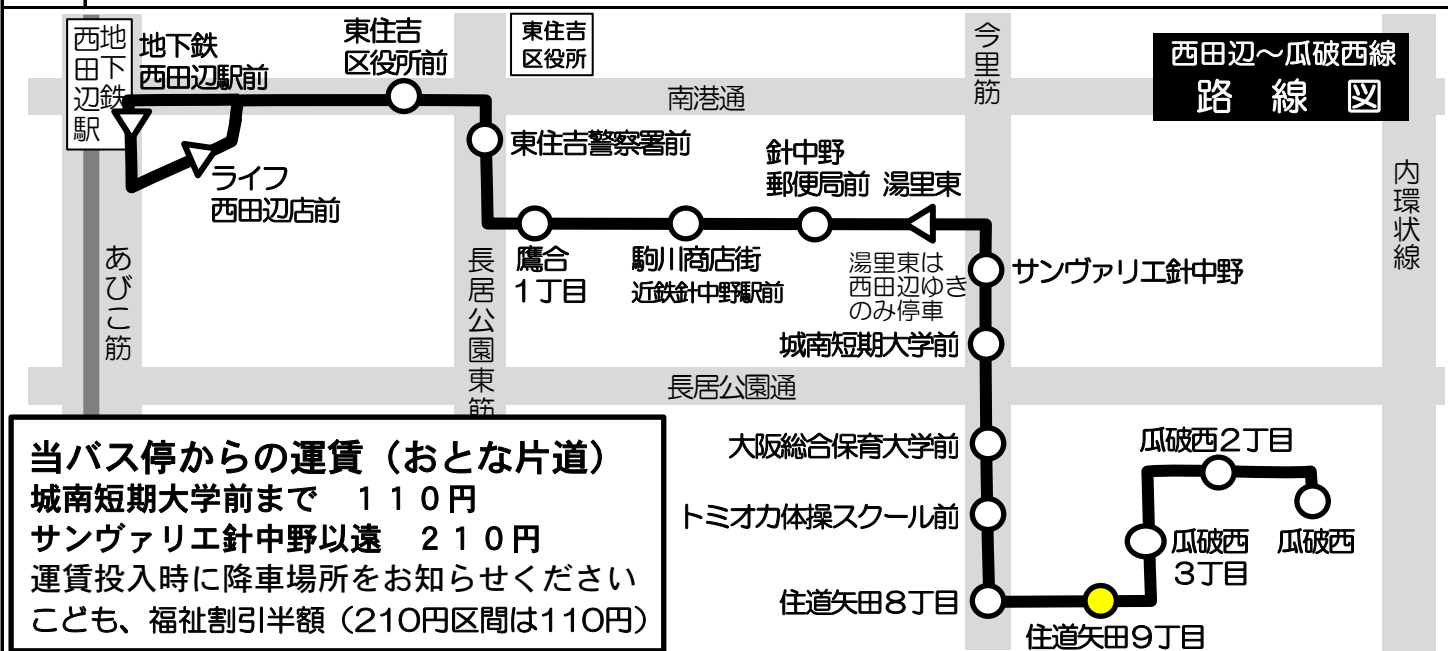 西田辺～瓜破西線
路線図
地下鉄
西田辺駅
地下鉄
西田辺駅前
東住吉
区役所前
東住吉
区役所
今里筋
南港通
内環状線
東住吉警察署前
ライフ
西田辺店前
針中野
郵便局前
湯里東
あびこ筋
長居公園東筋
鷹合
１丁目
駒川商店街
近鉄針中野駅前
湯里東は
西田辺ゆき
のみ停車
サンヴァリエ針中野
城南短期大学前
長居公園通
大阪総合保育大学前
トミオカ体操スクール前
住道矢田８丁目
住道矢田９丁目
瓜破西
３丁目
瓜破西２丁目
瓜破西
当バス停からの運賃（おとな片道）
城南短期大学前まで　１１０円
サンヴァリエ針中野以遠　２１０円
運賃投入時に降車場所をお知らせください
こども、福祉割引半額（210円区間は110円）